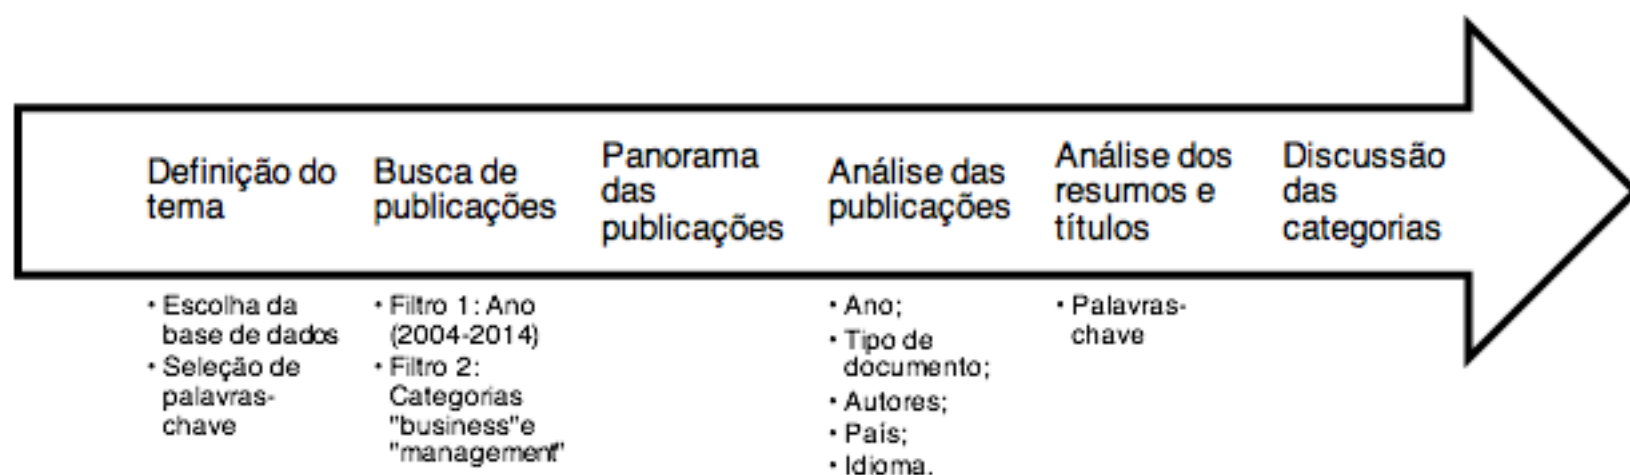 Definição do
tema
Busca de
publicações
Panorama
das
publicações
Análise das
publicações
Análise dos
resumos e
títulos
Discussão
das
categorias
• Escolha da
base de dados
• Seleção de
palavras-
chave
• Filtro 1: Ano
(2004-2014)
• Filtro 2:
Categorias
"business"e
"management"
• Ano;
• Tipo de
documento;
• Autores;
• País;
• Idioma.
• Palavras-
chave